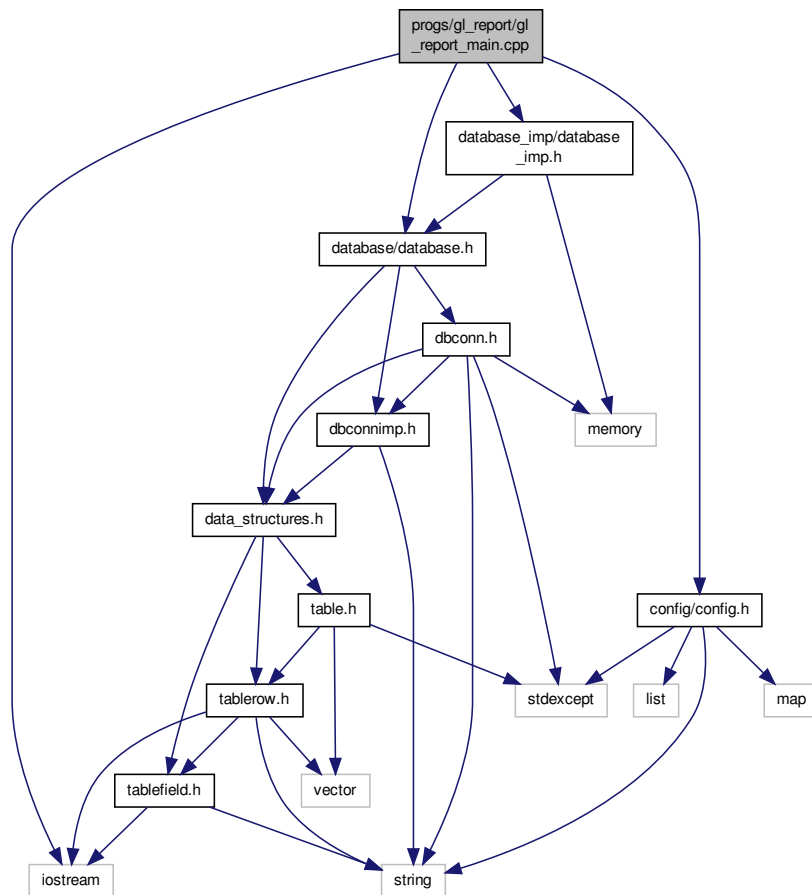 progs/gl_report/gl
_report_main.cpp
database_imp/database
_imp.h
database/database.h
dbconn.h
dbconnimp.h
memory
data_structures.h
table.h
config/config.h
tablerow.h
stdexcept
list
map
tablefield.h
vector
iostream
string